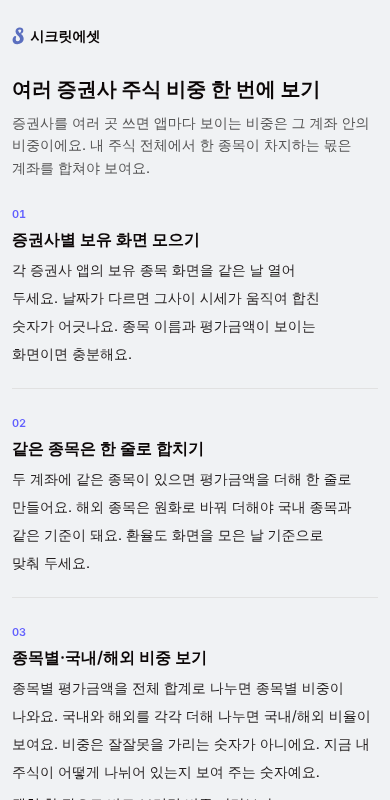 시크릿에셋
여러 증권사 주식 비중 한 번에 보기
증권사를 여러 곳 쓰면 앱마다 보이는 비중은 그 계좌 안의
비중이에요. 내 주식 전체에서 한 종목이 차지하는 몫은
계좌를 합쳐야 보여요.
01
증권사별 보유 화면 모으기
각 증권사 앱의 보유 종목 화면을 같은 날 열어
두세요. 날짜가 다르면 그사이 시세가 움직여 합친
숫자가 어긋나요. 종목 이름과 평가금액이 보이는
화면이면 충분해요.
02
같은 종목은 한 줄로 합치기
두 계좌에 같은 종목이 있으면 평가금액을 더해 한 줄로
만들어요. 해외 종목은 원화로 바꿔 더해야 국내 종목과
같은 기준이 돼요. 환율도 화면을 모은 날 기준으로
맞춰 두세요.
03
종목별·국내/해외 비중 보기
종목별 평가금액을 전체 합계로 나누면 종목별 비중이
나와요. 국내와 해외를 각각 더해 나누면 국내/해외 비율이
보여요. 비중은 잘잘못을 가리는 숫자가 아니에요. 지금 내
주식이 어떻게 나뉘어 있는지 보여 주는 숫자예요.